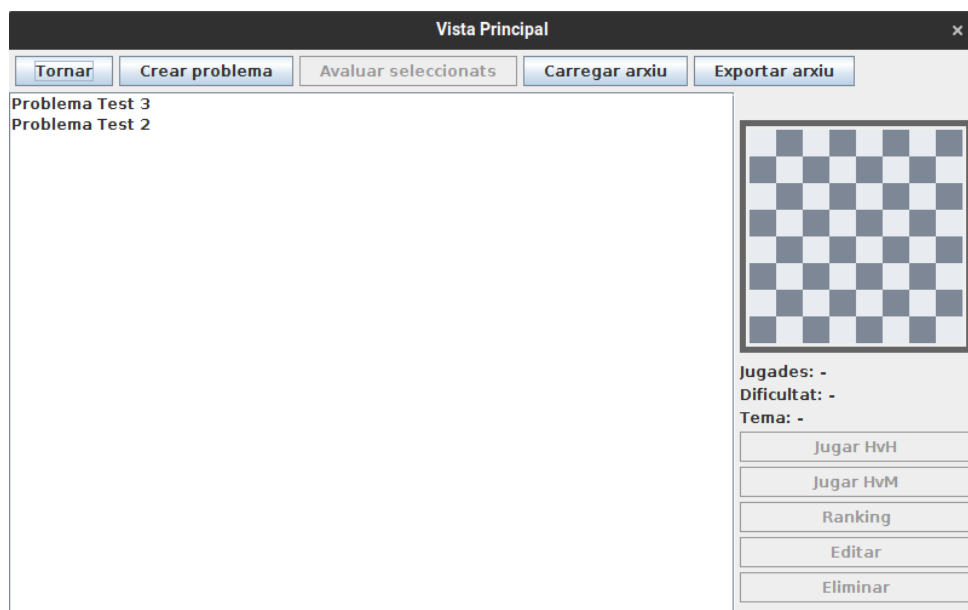 Vista Principal
Tornar Crear problema Avaluar seleccionats Carregar arxiu Exportar arxiu
Problema Test 3
Problema Test 2
Jugades: -
Dificultat: -
Tema: -
Jugar HvH
Jugar HvM
Ranking
Editar
Eliminar